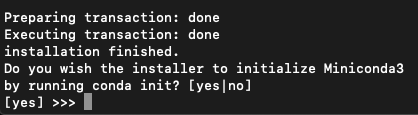 Preparing transaction: done
Executing transaction: done
installation finished.
Do you wish the installer to initialize Miniconda3
by running conda init? [yes|no]
[yes] >>>